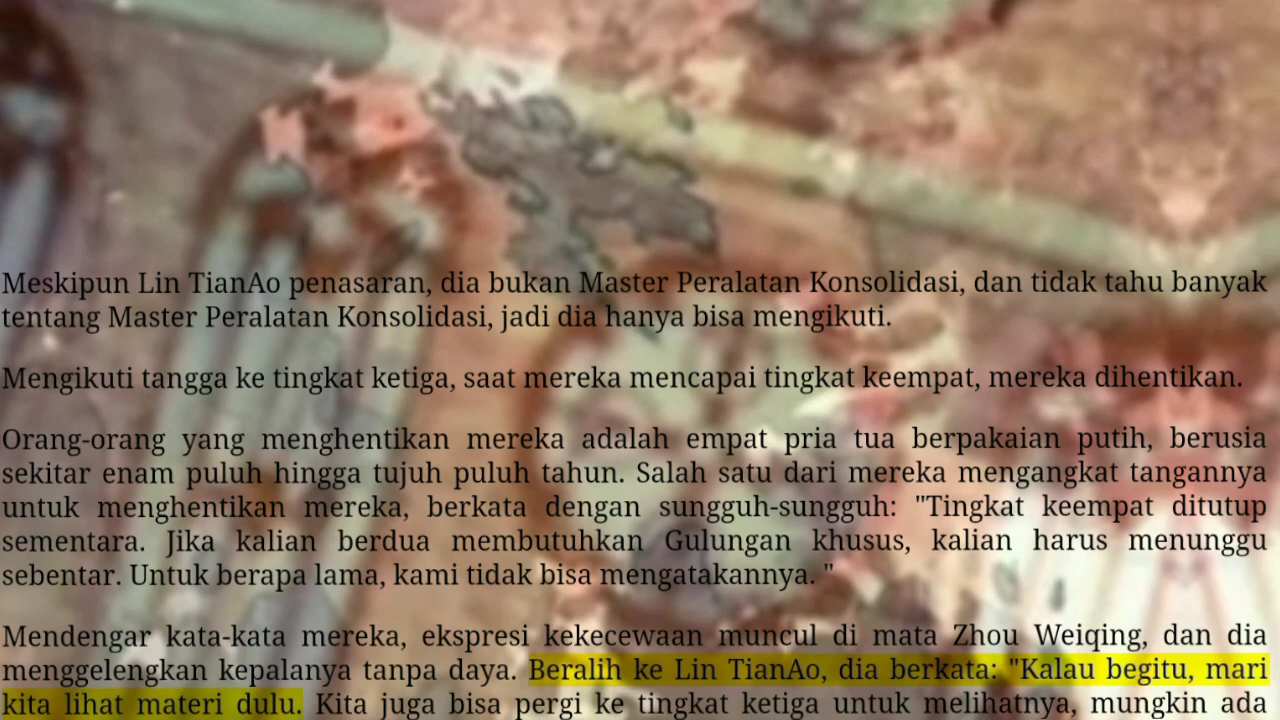 Meskipun Lin TianAo penasaran, dia bukan Master Peralatan Konsolidasi, dan tidak tahu banyak
tentang Master Peralatan Konsolidasi, jadi dia hanya bisa mengikuti.
Mengikuti tangga ke tingkat ketiga, saat mereka mencapai tingkat keempat, mereka dihentikan.
Orang-orang yang menghentikan mereka adalah empat pria tua berpakaian putih, berusia
sekitar enam puluh hingga tujuh puluh tahun. Salah satu dari mereka mengangkat tangannya
untuk menghentikan mereka, berkata dengan sungguh-sungguh: "Tingkat keempat ditutup
sementara. Jika kalian berdua membutuhkan Gulungan khusus, kalian harus menunggu
sebentar. Untuk berapa lama, kami tidak bisa mengatakannya. "
Mendengar kata-kata mereka, ekspresi kekecewaan muncul di mata Zhou Weiqing, dan dia
menggelengkan kepalanya tanpa daya. Beralih ke Lin TianAo, dia berkata: "Kalau begitu, mari
kita lihat materi dulu. Kita juga bisa pergi ke tingkat ketiga untuk melihatnya, mungkin ada